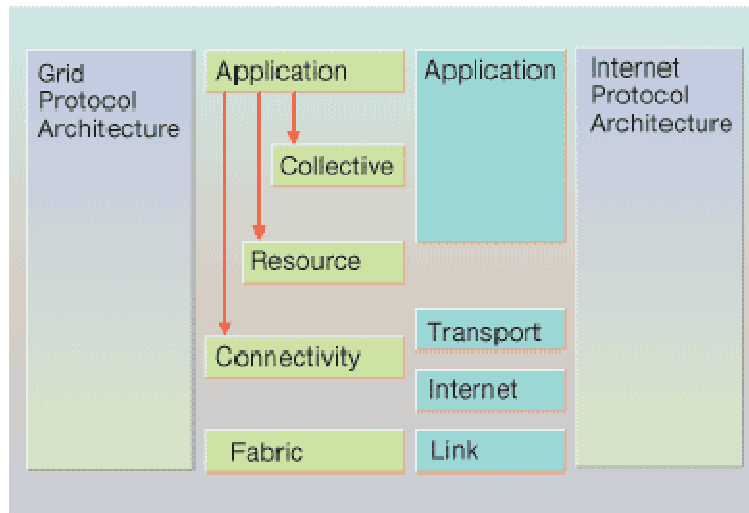 Grid
Protocol
Architecture
Application
Collective
Resource
Connectivity
Fabric
Application
Transport
Internet
Link
Internet
Protocol
Architecture